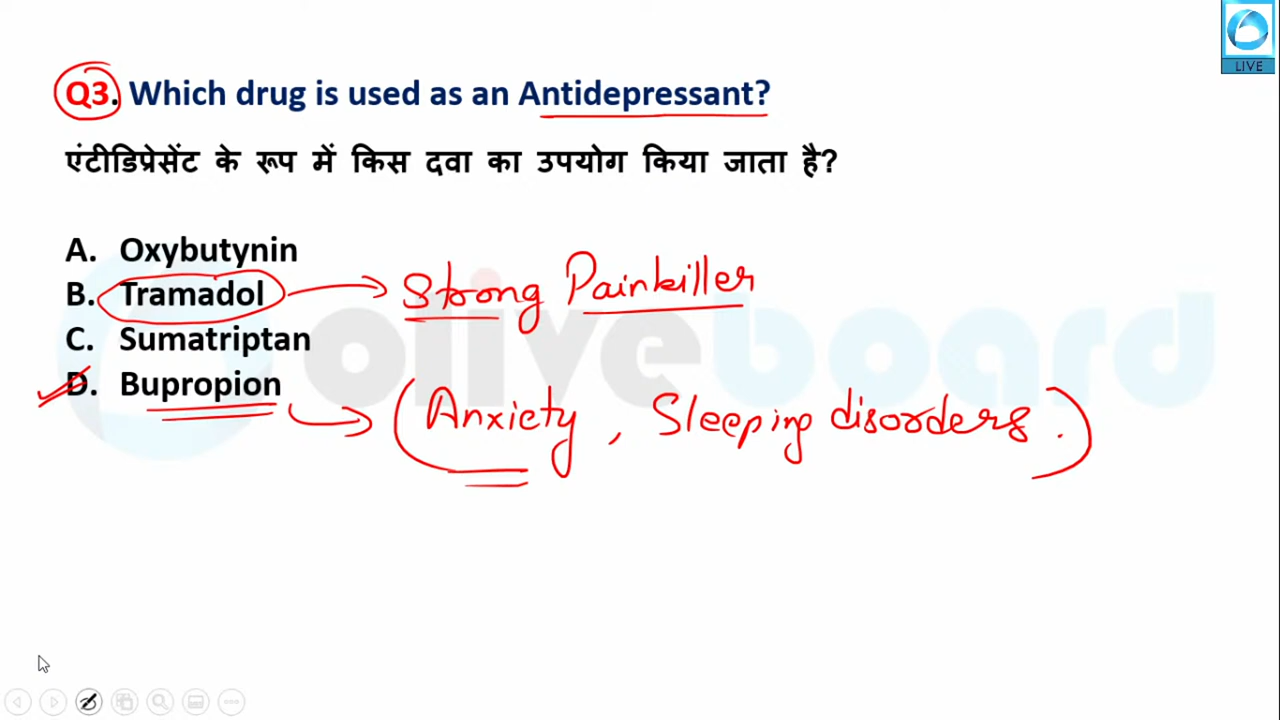 LIVE
Q3. Which drug is used as an Antidepressant?
एंटीडिप्रेसेंट के रूप में किस दवा का उपयोग किया जाता है?
A. Oxybutynin
B. Tramadol → Strong Painkiller
C. Sumatriptan
D. Bupropion → (Anxiety, Sleeping disorders.)
oliveboard